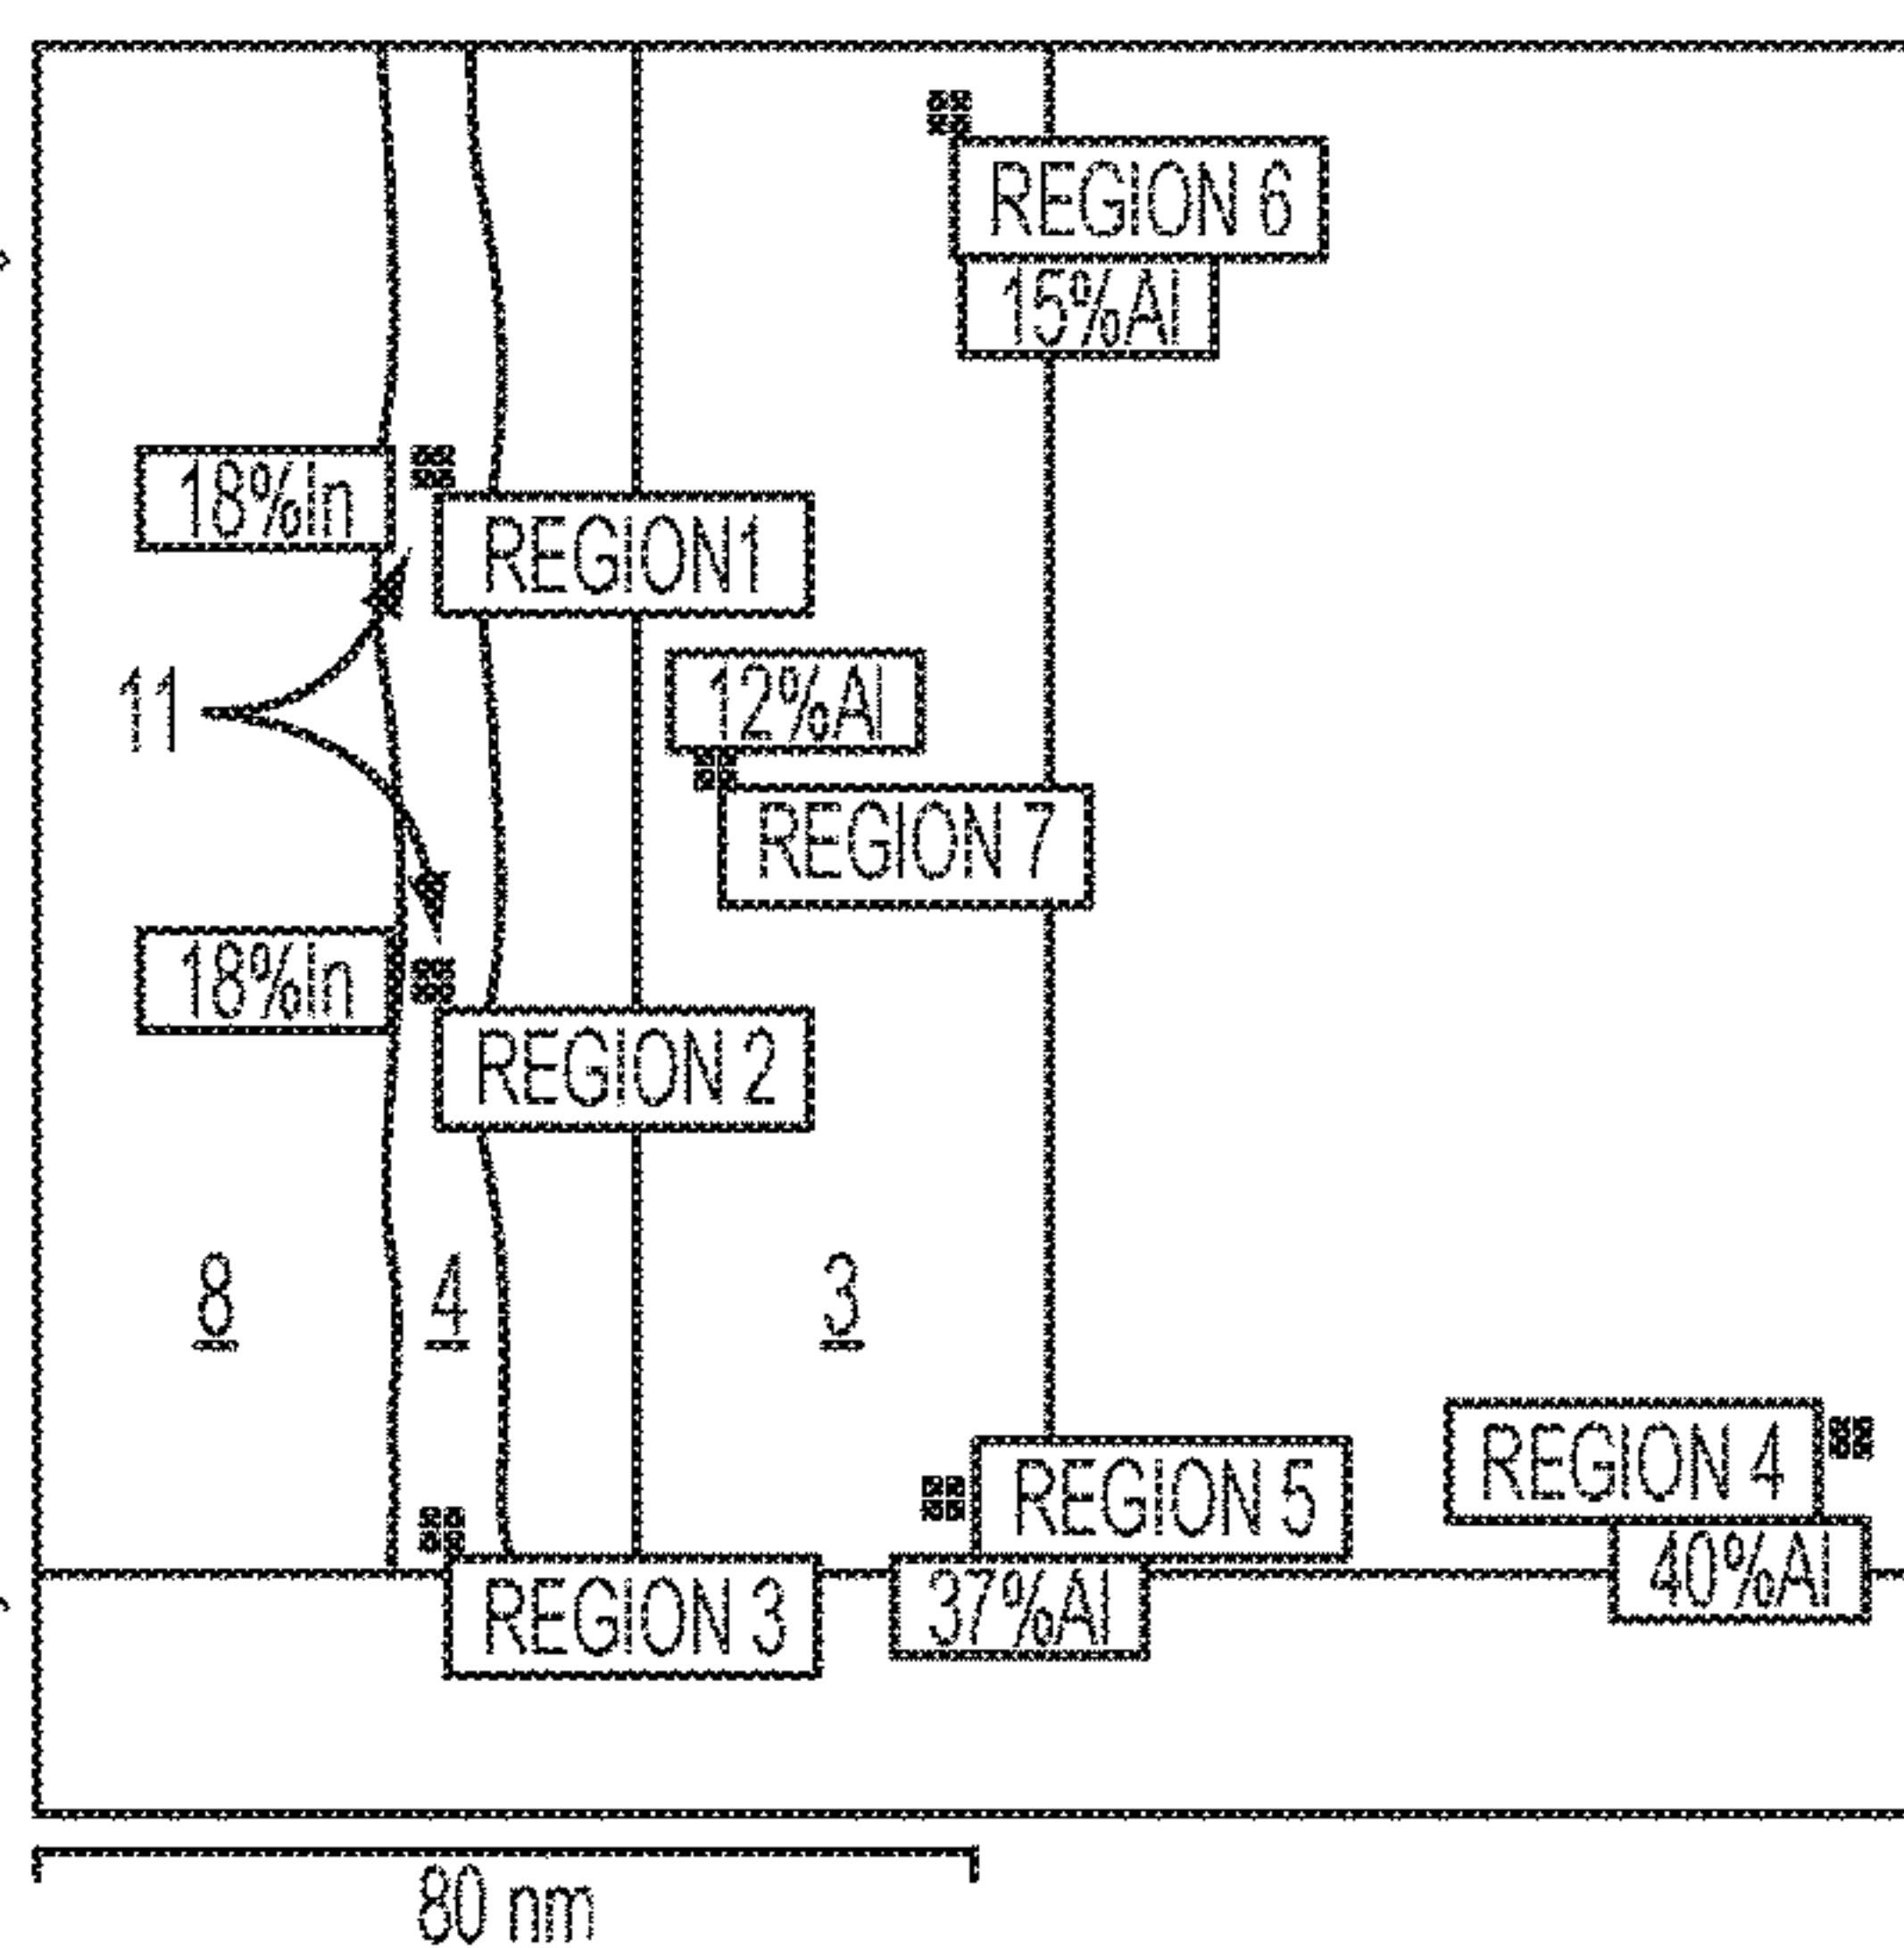 REGION 6
15%Al
18%In
REGION1
11
12%Al
REGION 7
18%In
REGION 2
8
4
3
REGION 4
REGION 5
40%Al
REGION 3
37%Al
80 nm